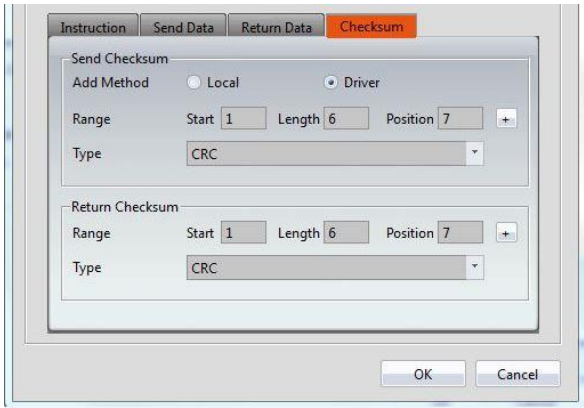 Instruction Send Data Return Data Checksum
Send Checksum
Add Method Local Driver
Range Start 1 Length 6 Position 7 +
Type CRC
Return Checksum
Range Start 1 Length 6 Position 7 +
Type CRC
OK Cancel